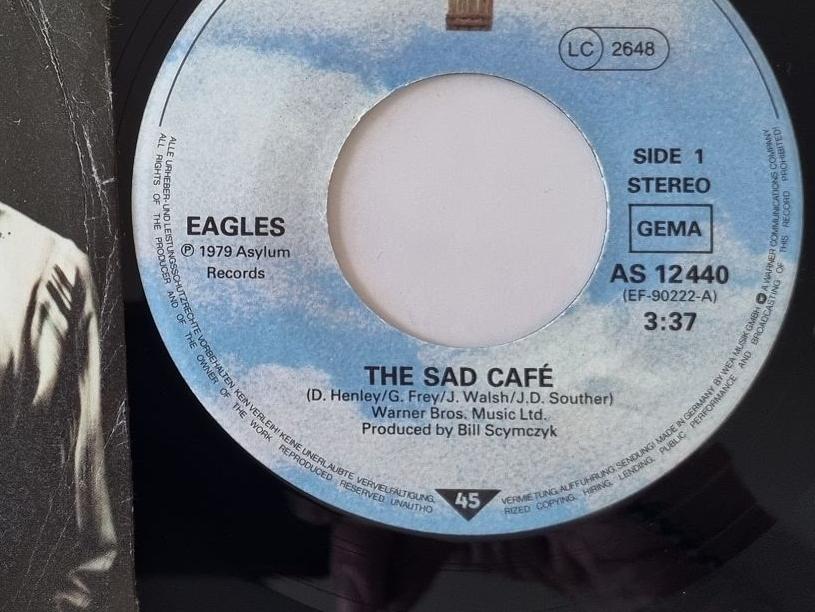 LC 2648
SIDE 1
STEREO
GEMA
AS 12 440
(EF-90222-A)
3:37
EAGLES
Ⓟ 1979 Asylum
Records
THE SAD CAFÉ
(D. Henley/G. Frey/J. Walsh/J.D. Souther)
Warner Bros. Music Ltd.
Produced by Bill Scymczyk
45
ALLE URHEBER- UND LEISTUNGSSCHUTZRECHTE VORBEHALTEN. KEIN VERLEIH! KEINE UNERLAUBTE VERVIELFÄLTIGUNG, VERMIETUNG, AUFFÜHRUNG, SENDUNG! MADE IN GERMANY BY WEA MUSIK GMBH A WARNER COMMUNICATIONS COMPANY
ALL RIGHTS OF THE PRODUCER AND OF THE OWNER OF THE WORK REPRODUCED RESERVED UNAUTHO RIZED COPYING, HIRING, LENDING, PUBLIC PERFORMANCE AND BROADCASTING OF THIS RECORD PROHIBITED!